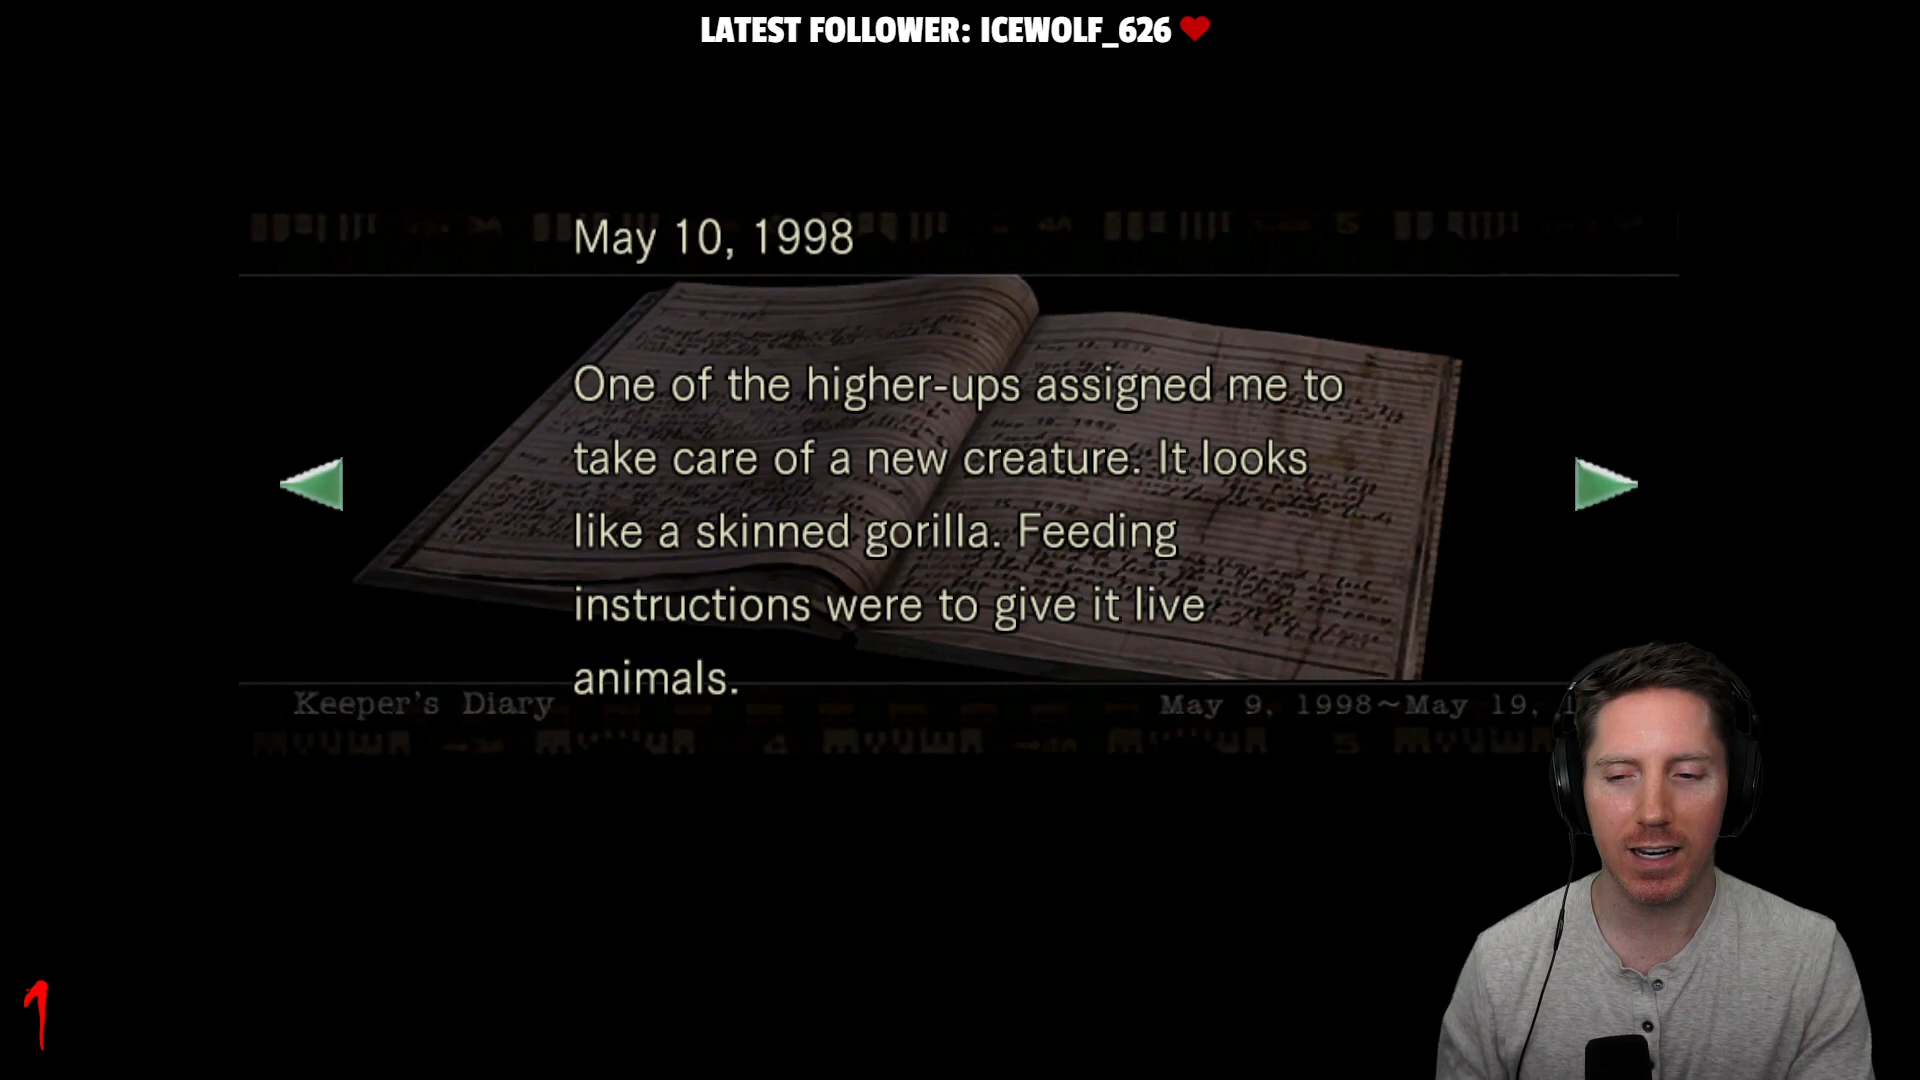 LATEST FOLLOWER: ICEWOLF_626
May 10, 1998
One of the higher-ups assigned me to
take care of a new creature. It looks
like a skinned gorilla. Feeding
instructions were to give it live
animals.
Keeper's Diary
May 9, 1998~May 19,
1